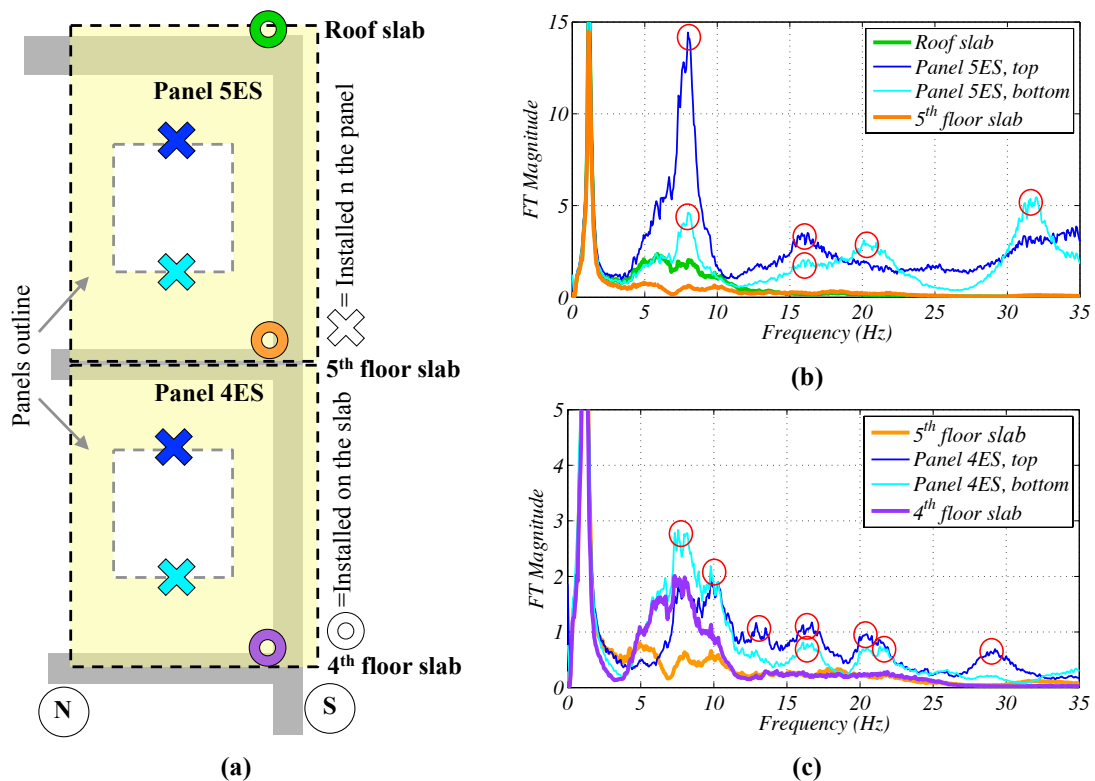 Roof slab
Panel 5ES
Panels outline
✕ = Installed n the panel
5th floor slab
Panel 4ES
◎ =Installed on the slab
4th floor slab
N
S
(a)
FT Magnitude
15
10
5
0
Roof slab
Panel 5ES, top
Panel 5ES, bottom
5th floor slab
0 5 10 15 20 25 30 35
Frequency (Hz)
(b)
FT Magnitude
5
4
3
2
1
0
5th floor slab
Panel 4ES, top
Panel 4ES, bottom
4th floor slab
0 5 10 15 20 25 30 35
Frequency (Hz)
(c)